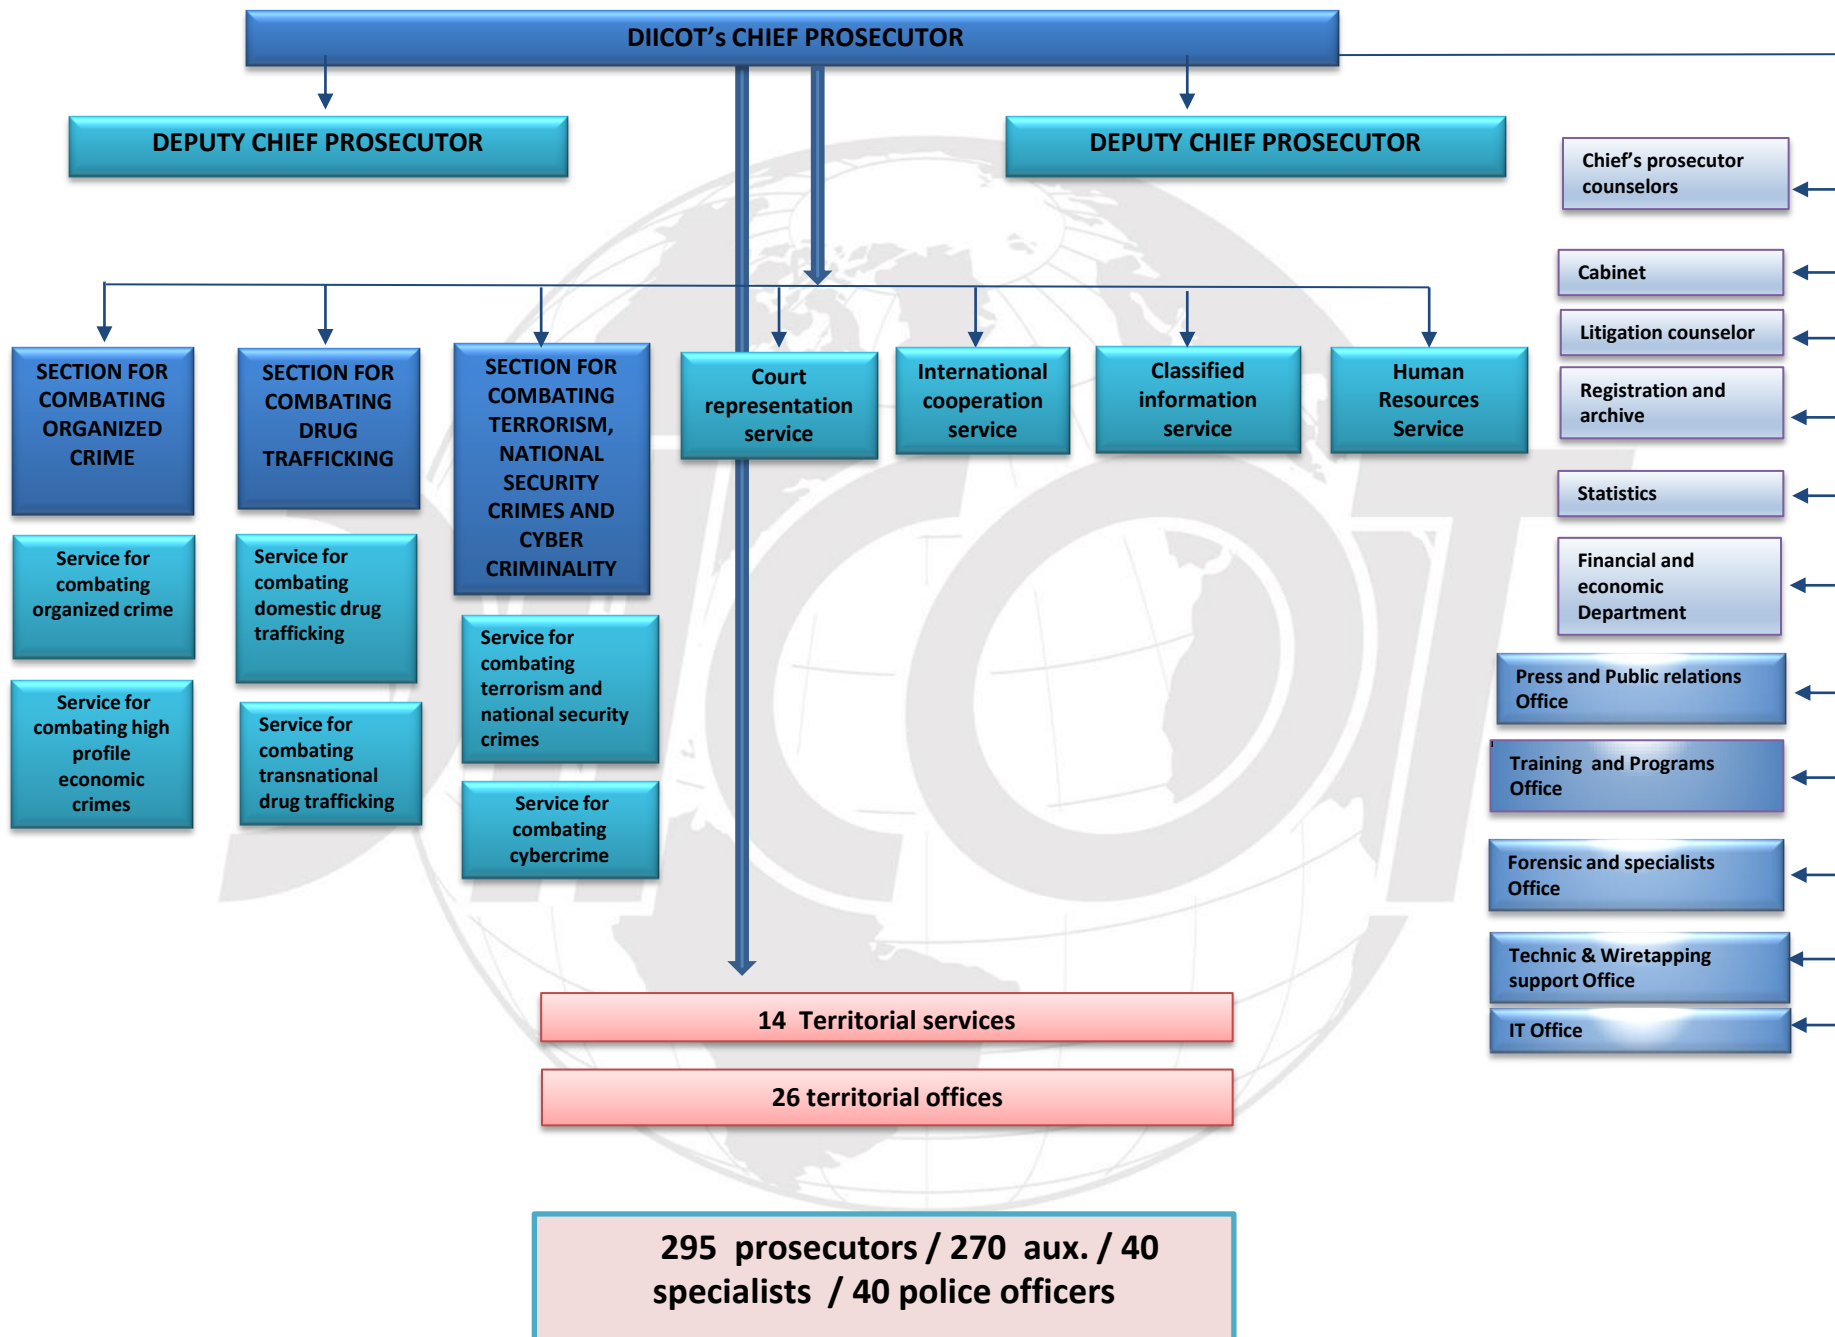 DIICOT's CHIEF PROSECUTOR
DEPUTY CHIEF PROSECUTOR
DEPUTY CHIEF PROSECUTOR
Chief's prosecutor
counselors
Cabinet
Litigation counselor
Registration and
archive
Statistics
Financial and
economic
Department
Press and Public relations
Office
Training and Programs
Office
Forensic and specialists
Office
Technic & Wiretapping
support Office
IT Office
SECTION FOR
COMBATING
ORGANIZED
CRIME
SECTION FOR
COMBATING
DRUG
TRAFFICKING
SECTION FOR
COMBATING
TERRORISM,
NATIONAL
SECURITY
CRIMES AND
CYBER
CRIMINALITY
Court
representation
service
International
cooperation
service
Classified
information
service
Human
Resources
Service
Service for
combating
organized crime
Service for
combating high
profile
economic
crimes
Service for
combating
domestic drug
trafficking
Service for
combating
transnational
drug trafficking
Service for
combating
terrorism and
national security
crimes
Service for
combating
cybercrime
14 Territorial services
26 territorial offices
295 prosecutors / 270 aux. / 40
specialists / 40 police officers
DIICOT